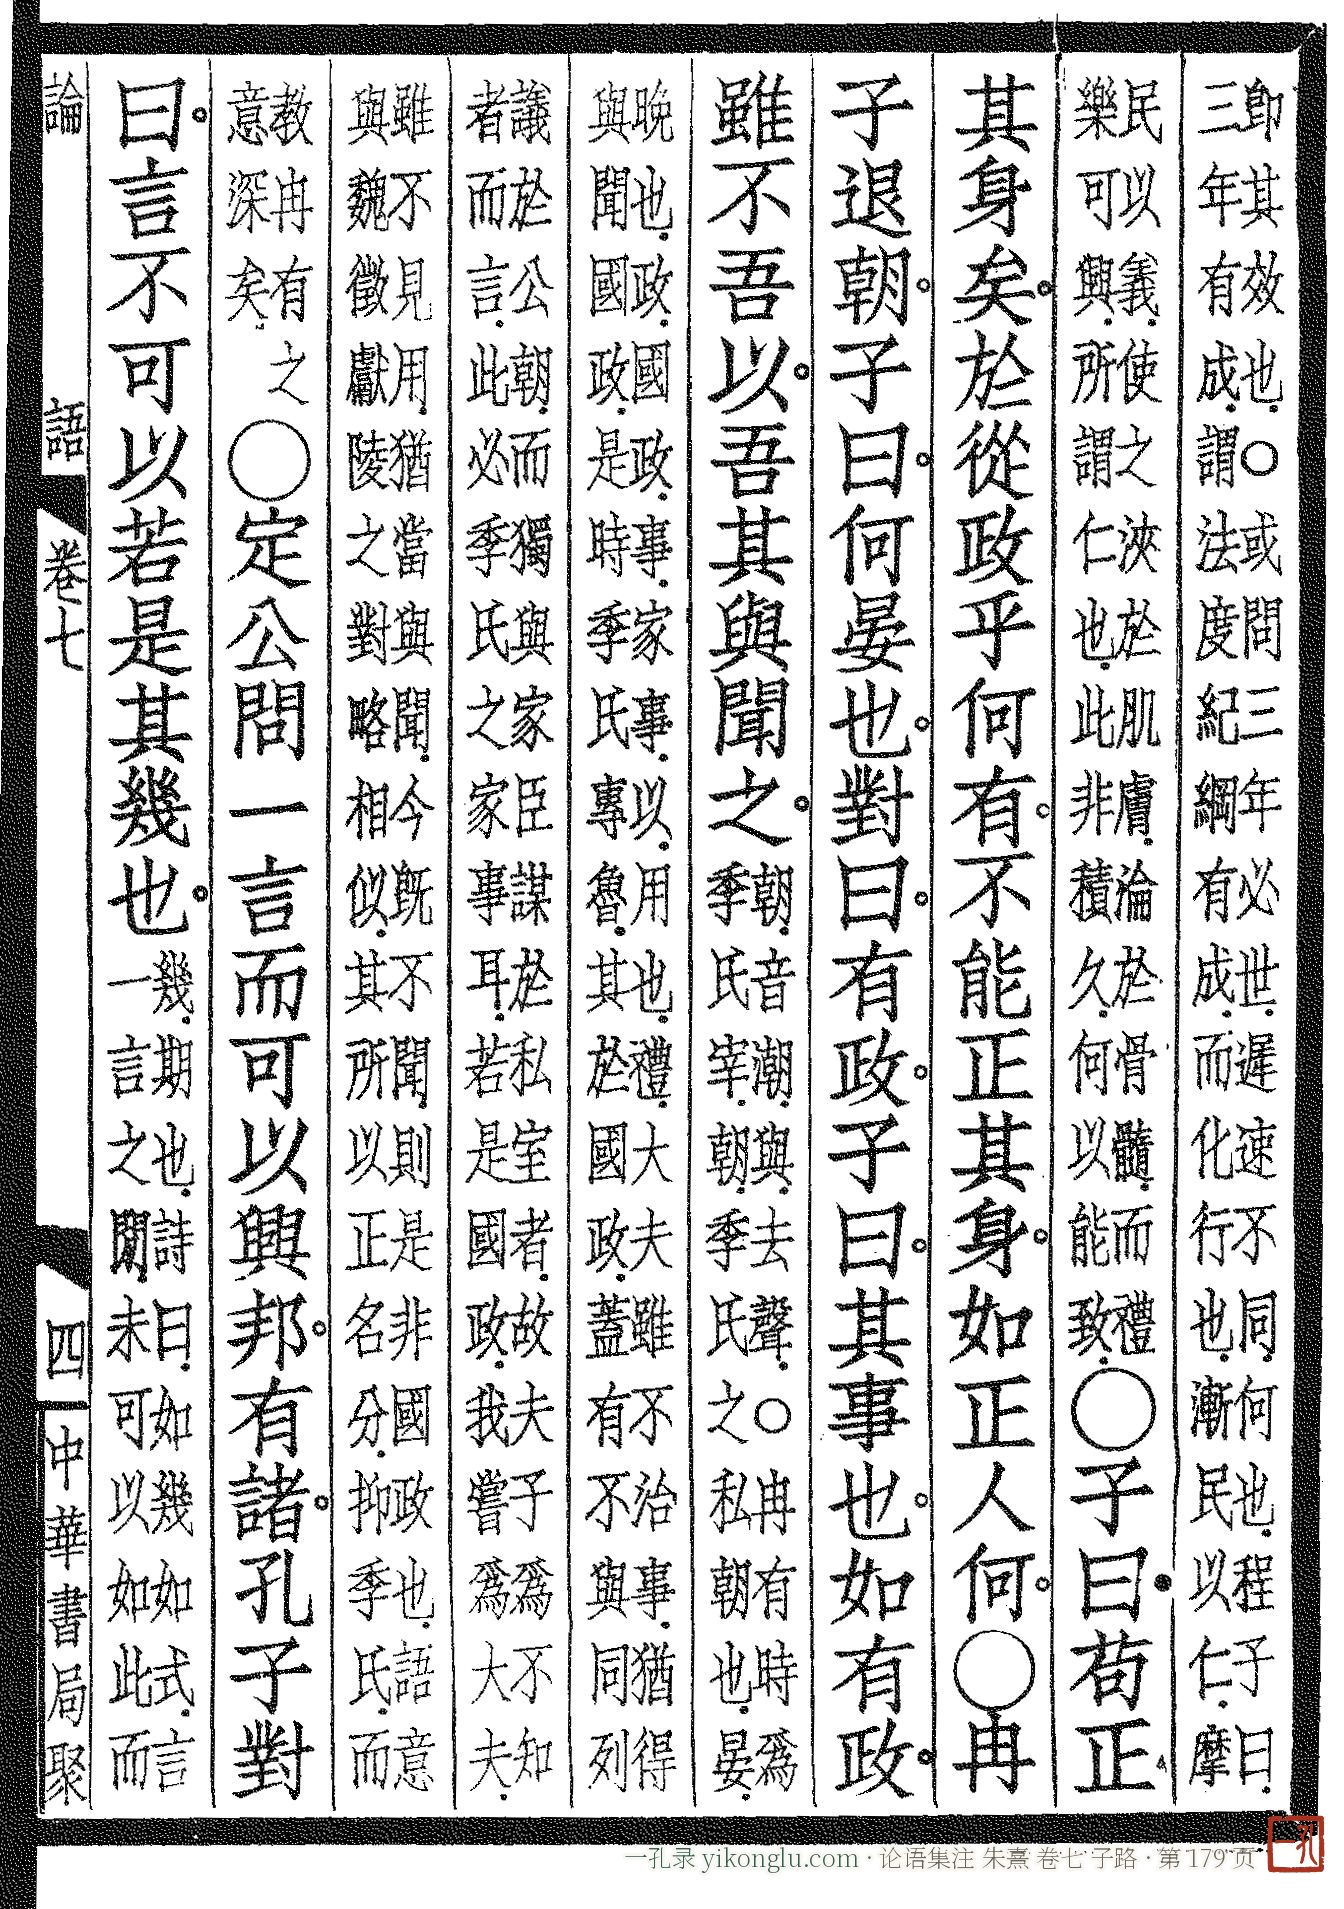 即其效也○或問三年必世遲速不同何也程子曰
三年有成謂法度紀綱有成而化行也漸民以仁摩
民以義使之浹於肌膚淪於骨髓而禮
樂可興所謂仁也此非積久何以能致
○子曰苟正
其身矣於從政乎何有不能正其身如正人何○冉
子退朝子曰何晏也對曰有政子曰其事也如有政
雖不吾以吾其與聞之
朝音潮與去聲○冉有時爲
季氏宰朝季氏之私朝也晏
晚也政國政事家事以用也禮大夫雖不治事猶得
與聞國政是時季氏專魯其於國政蓋有不與同列
議於公朝而獨與家臣謀於私室者故夫子爲不知
者而言此必季氏之家事耳若是國政我嘗爲大夫
雖不見用猶當與聞今既不聞則是非國政也語意
與魏徵獻陵之對略相似其所以正名分抑季氏而
教冉有之
意深矣
○定公問一言而可以興邦有諸孔子對
曰言不可以若是其幾也
幾期也詩曰如幾如式言
一言之閒未可以如此而
論語 卷七 四 中華書局聚
一孔录 yikonglu.com · 论语集注 朱熹 卷七 子路 · 第 179 页
一孔